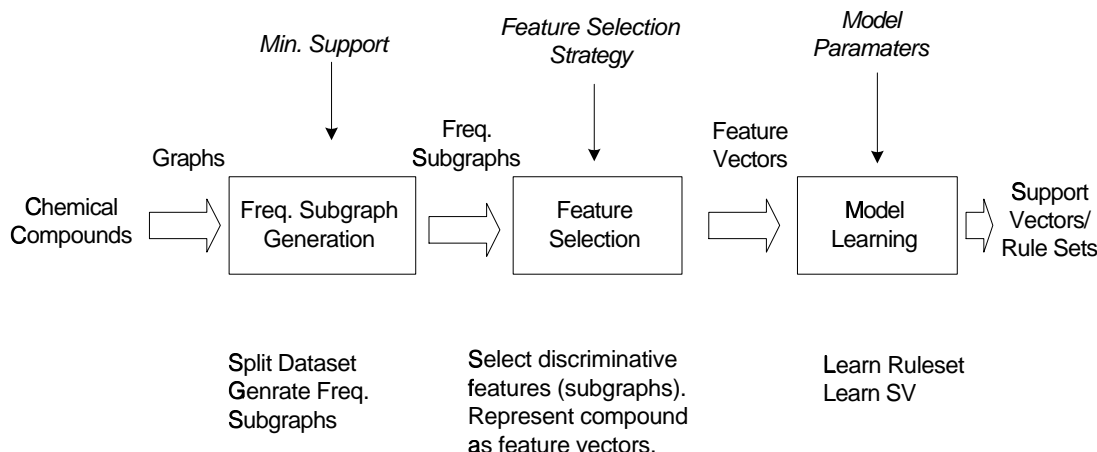 Min. Support
Feature Selection
Strategy
Model
Paramaters
Graphs
Freq.
Subgraphs
Feature
Vectors
Chemical
Compounds
Freq. Subgraph
Generation
Feature
Selection
Model
Learning
Support
Vectors/
Rule Sets
Split Dataset
Genrate Freq.
Subgraphs
Select discriminative
features (subgraphs).
Represent compound
as feature vectors.
Learn Ruleset
Learn SV